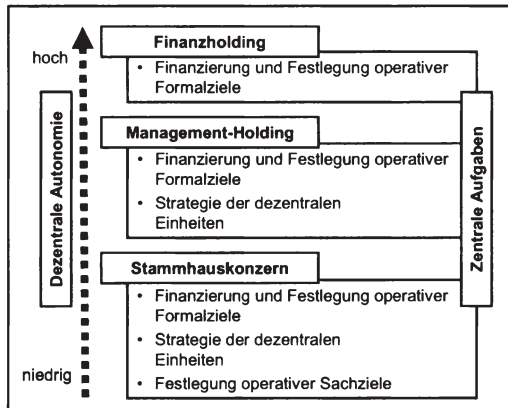 hoch
niedrig
Dezentrale Autonomie
Finanzholding
• Finanzierung und Festlegung operativer
Formalziele
Management-Holding
• Finanzierung und Festlegung operativer
Formalziele
• Strategie der dezentralen
Einheiten
Stammhauskonzern
• Finanzierung und Festlegung operativer
Formalziele
• Strategie der dezentralen
Einheiten
• Festlegung operativer Sachziele
Zentrale Aufgaben